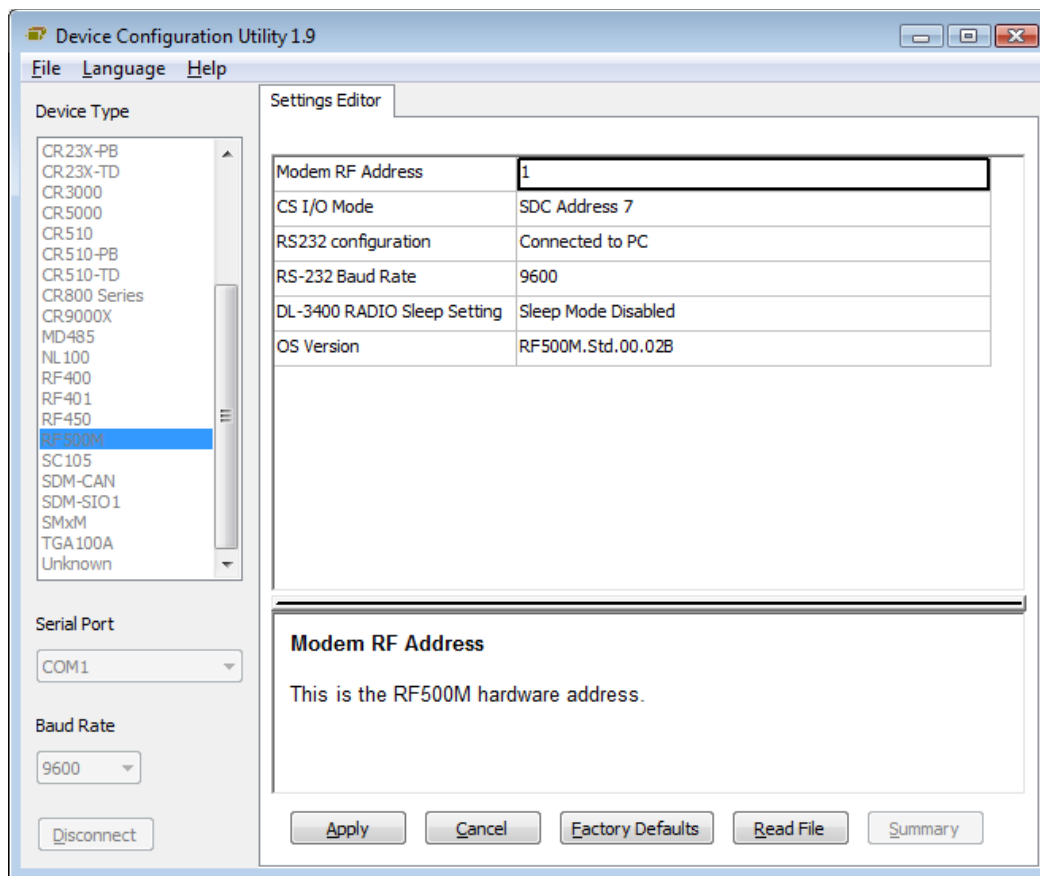 Device Configuration Utility 1.9
File Language Help
Device Type
CR23X-PB
CR23X-TD
CR3000
CR5000
CR510
CR510-PB
CR510-TD
CR800 Series
CR9000X
MD485
NL100
RF400
RF401
RF450
RF500M
SC105
SDM-CAN
SDM-SIO1
SMxM
TGA100A
Unknown
Serial Port
COM1
Baud Rate
9600
Disconnect
Settings Editor
Modem RF Address 1
CS I/O Mode SDC Address 7
RS232 configuration Connected to PC
RS-232 Baud Rate 9600
DL-3400 RADIO Sleep Setting Sleep Mode Disabled
OS Version RF500M.Std.00.02B
Modem RF Address
This is the RF500M hardware address.
Apply Cancel Factory Defaults Read File Summary